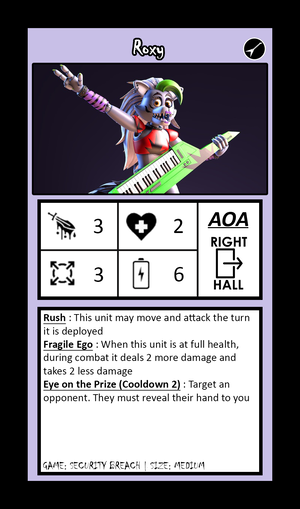 Roxy
3 2 AOA
RIGHT
3 6
HALL
Rush : This unit may move and attack the turn
it is deployed
Fragile Ego : When this unit is at full health,
during combat it deals 2 more damage and
takes 2 less damage
Eye on the Prize (Cooldown 2) : Target an
opponent. They must reveal their hand to you
GAME: SECURITY BREACH | SIZE: MEDIUM